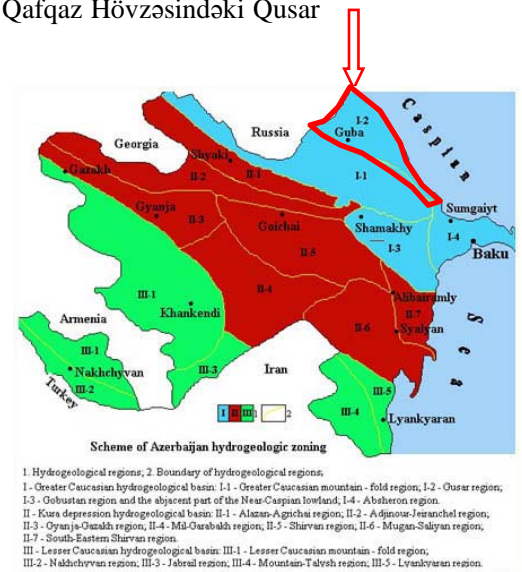 Qafqaz Hövzəsindəki Qusar
Caspian
Russia
I-2
Guba
Georgia
Shyaki
II-1
I-1
Gazakh
II-2
Sumgaiyt
Gyanja
II-3
Goichai
Shamakhy
I-3
I-4
Baku
II-5
III-1
II-4
Alibairamly
Khankendi
II-7
Armenia
II-6
Syalyan
Sea
III-1
Nakhchyvan
III-3
Iran
III-2
Turkey
III-5
III-4
Lyankyaran
I II III 1 2
Scheme of Azerbaijan hydrogeologic zoning
1. Hydrogeological regions; 2. Boundary of hydrogeological regions;
I - Greater Caucasian hydrogeological basin: I-1 - Greater Caucasian mountain - fold region; I-2 - Gusar region;
I-3 - Gobustan region and the abjacent part of the Near-Caspian lowland; I-4 - Absheron region.
II - Kura depression hydrogeological basin: II-1 - Alazan-Agrichai region; II-2 - Adjinour-Jeiranchel region;
II-3 - Gyanja-Gazakh region; II-4 - Mil-Garabakh region; II-5 - Shirvan region; II-6 - Mugan-Saliyan region;
II-7 - South-Eastern Shirvan region.
III - Lesser Caucasian hydrogeological basin: III-1 - Lesser Caucasian mountain - fold region;
III-2 - Nakhchyvan region; III-3 - Jabrail region; III-4 - Mountain-Talysh region; III-5 - Lyankyaran region.